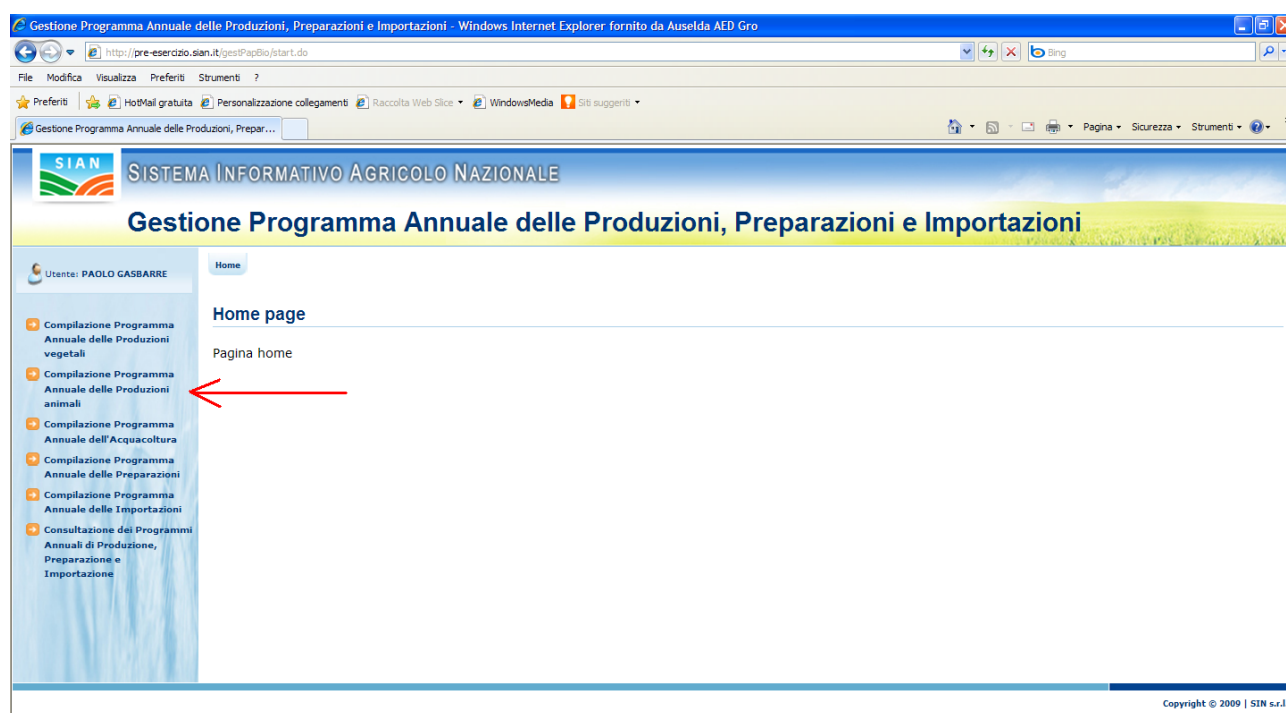 Gestione Programma Annuale delle Produzioni, Preparazioni e Importazioni - Windows Internet Explorer fornito da Auselda AED Gro
http://pre-esercizio.sian.it/gestPapBio/start.do
Bing
File Modifica Visualizza Preferiti Strumenti ?
Preferiti HotMail gratuita Personalizzazione collegamenti Raccolta Web Slice WindowsMedia Siti suggeriti
Gestione Programma Annuale delle Produzioni, Prepar...
Pagina Sicurezza Strumenti
SIAN
SISTEMA INFORMATIVO AGRICOLO NAZIONALE
Gestione Programma Annuale delle Produzioni, Preparazioni e Importazioni
Utente: PAOLO GASBARRE
Home
Home page
Pagina home
Compilazione Programma
Annuale delle Produzioni
vegetali
Compilazione Programma
Annuale delle Produzioni
animali
Compilazione Programma
Annuale dell'Acquacoltura
Compilazione Programma
Annuale delle Preparazioni
Compilazione Programma
Annuale delle Importazioni
Consultazione dei Programmi
Annuali di Produzione,
Preparazione e
Importazione
Copyright © 2009 | SIN s.r.l